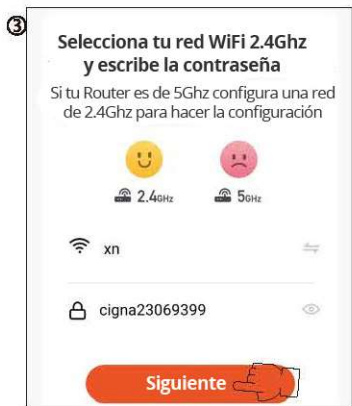 ③
Selecciona tu red WiFi 2.4Ghz
y escribe la contraseña
Si tu Router es de 5Ghz configura una red
de 2.4Ghz para hacer la configuración
2.4GHz 5GHz
xn
cigna23069399
Siguiente